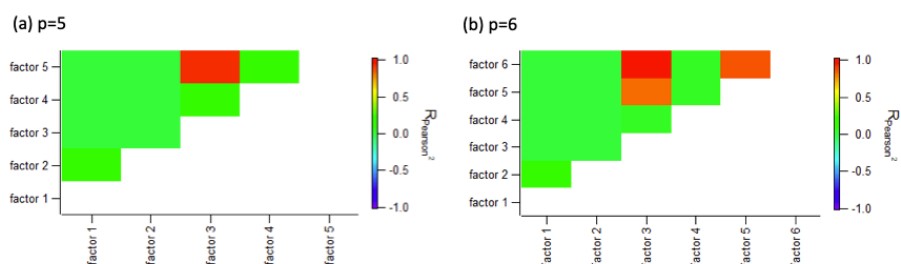 (a) p=5
factor 5
factor 4
factor 3
factor 2
factor 1
factor 1
factor 2
factor 3
factor 4
factor 5
1.0
0.5
0.0
-0.5
-1.0
RPearson²
(b) p=6
factor 6
factor 5
factor 4
factor 3
factor 2
factor 1
factor 1
factor 2
factor 3
factor 4
factor 5
factor 6
1.0
0.5
0.0
-0.5
-1.0
RPearson²